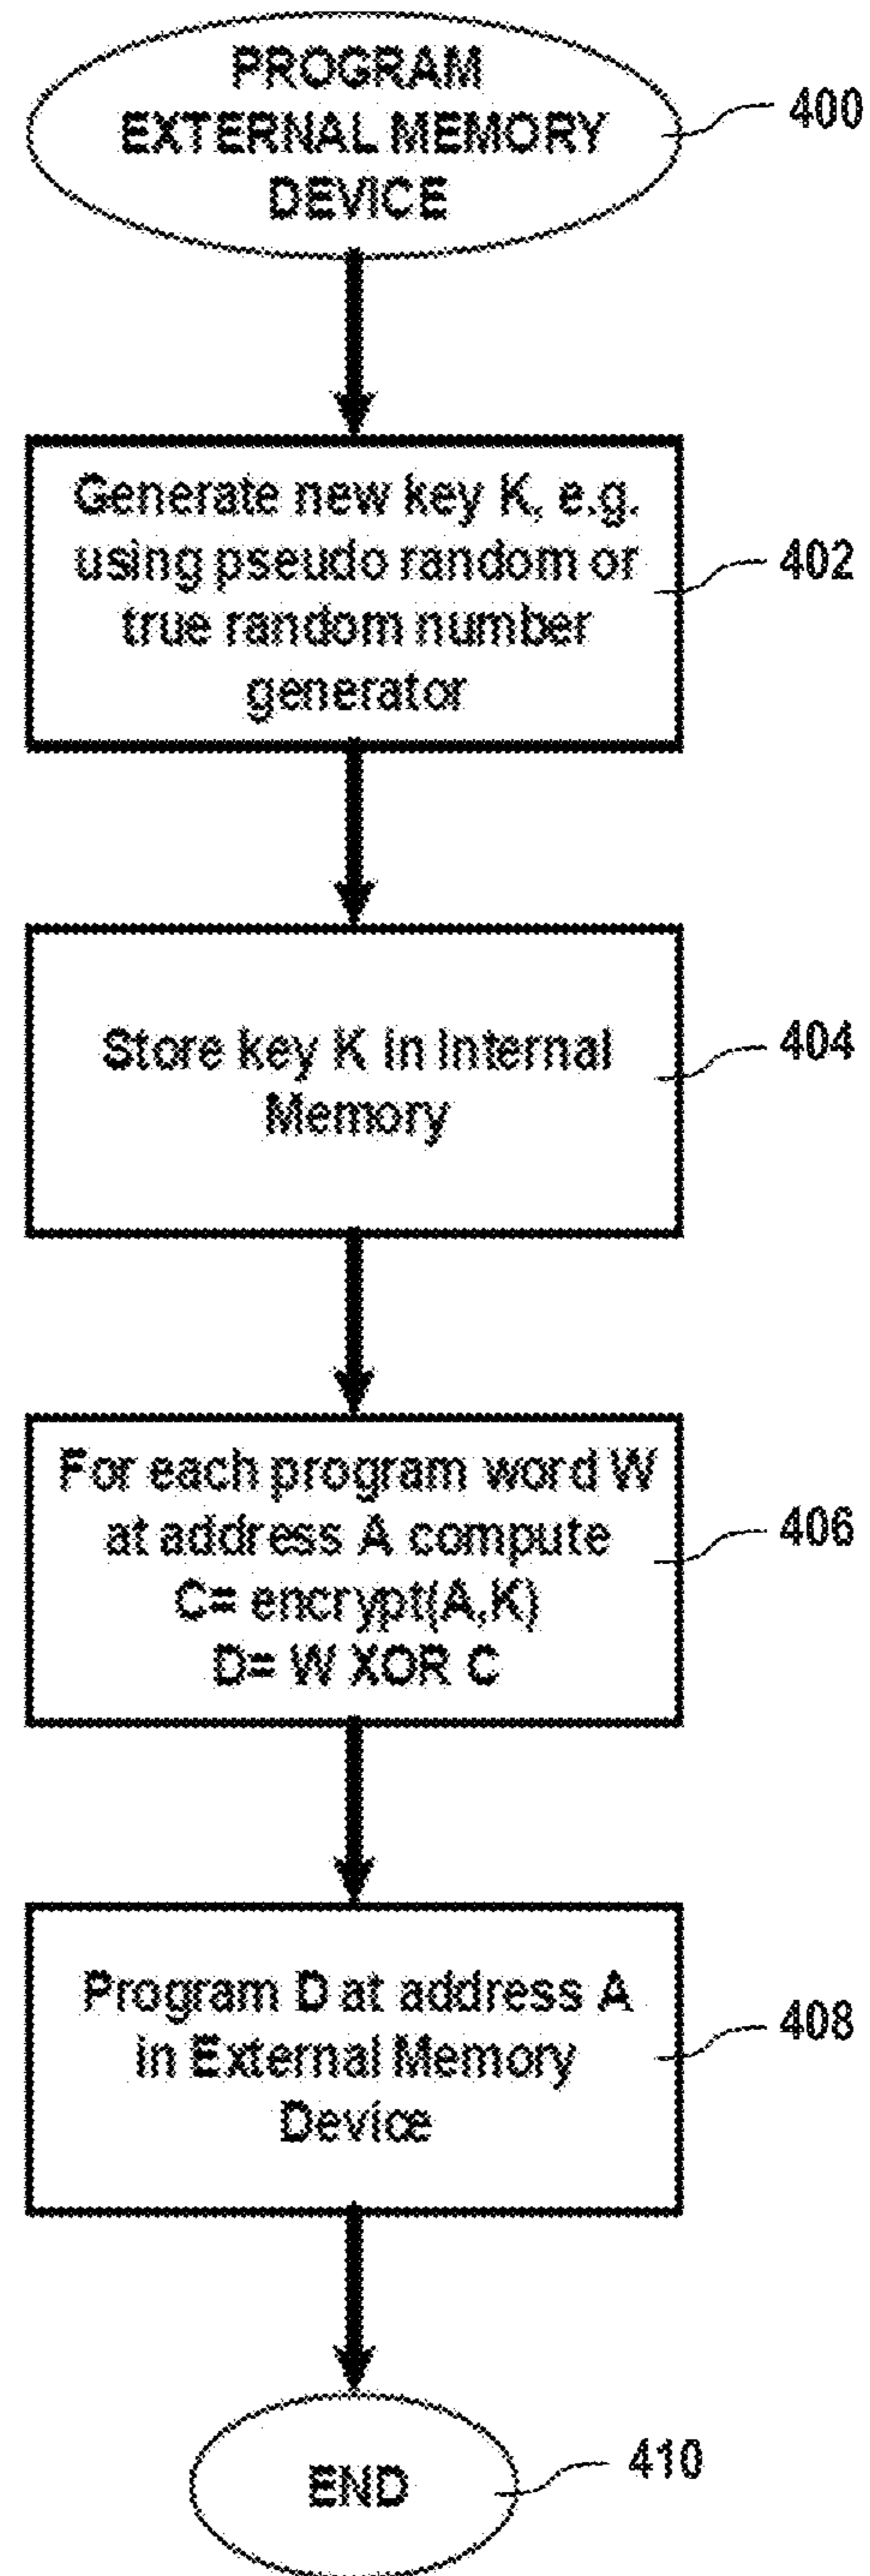 PROGRAM
EXTERNAL MEMORY
DEVICE
400
Generate new key K, e.g.
using pseudo random or
true random number
generator
402
Store key K in Internal
Memory
404
For each program word W
at address A compute
C= encrypt(A,K)
D= W XOR C
406
Program D at address A
in External Memory
Device
408
END
410